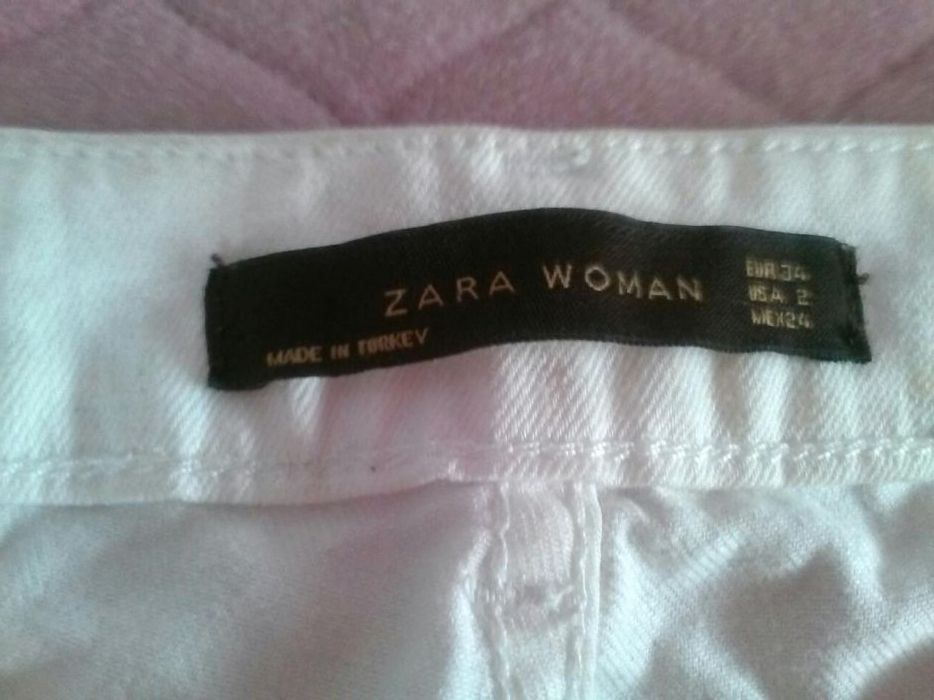 ZARA WOMAN
EUR 34
USA 2
MEX 24
MADE IN TURKEY